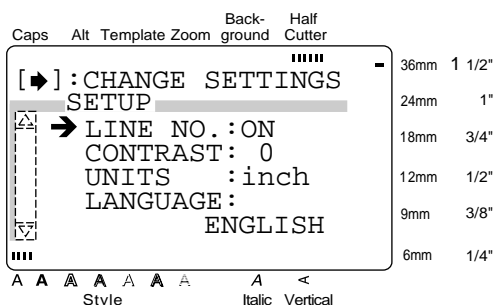 Caps Alt Template Zoom Back-ground Half Cutter
[➡]:CHANGE SETTINGS
SETUP
➔ LINE NO.:ON
CONTRAST: 0
UNITS :inch
LANGUAGE:
ENGLISH
36mm 1 1/2"
24mm 1"
18mm 3/4"
12mm 1/2"
9mm 3/8"
6mm 1/4"
A A A A A A A A A
Style Italic Vertical